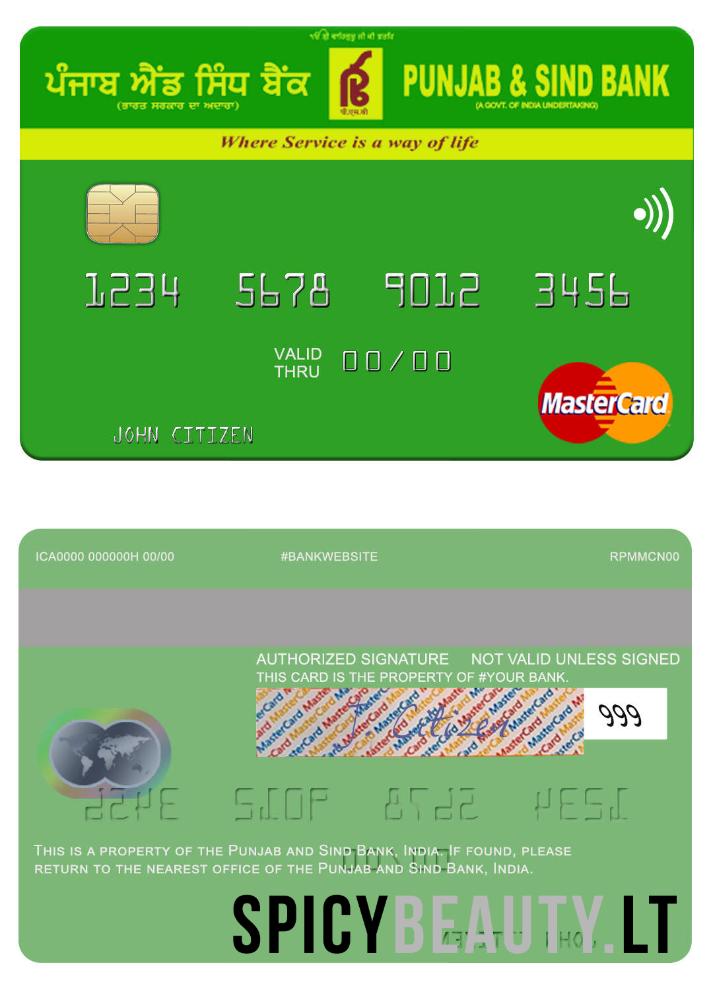 ੴ ਸ੍ਰੀ ਵਾਹਿਗੁਰੂ ਜੀ ਕੀ ਫਤਹਿ
ਪੰਜਾਬ ਐਂਡ ਸਿੰਧ ਬੈਂਕ
(ਭਾਰਤ ਸਰਕਾਰ ਦਾ ਅਦਾਰਾ)
ਪੀ.ਐਸ.ਬੀ
PUNJAB & SIND BANK
(A GOVT. OF INDIA UNDERTAKING)
Where Service is a way of life
1234 5678 9012 3456
VALID
THRU 00/00
MasterCard
JOHN CITIZEN
ICA0000 000000H 00/00 #BANKWEBSITE RPMMCN00
AUTHORIZED SIGNATURE NOT VALID UNLESS SIGNED
THIS CARD IS THE PROPERTY OF #YOUR BANK.
MasterCard
J. Citizen
999
THIS IS A PROPERTY OF THE PUNJAB AND SIND BANK, INDIA. IF FOUND, PLEASE
RETURN TO THE NEAREST OFFICE OF THE PUNJAB AND SIND BANK, INDIA.
SPICYBEAUTY.LT